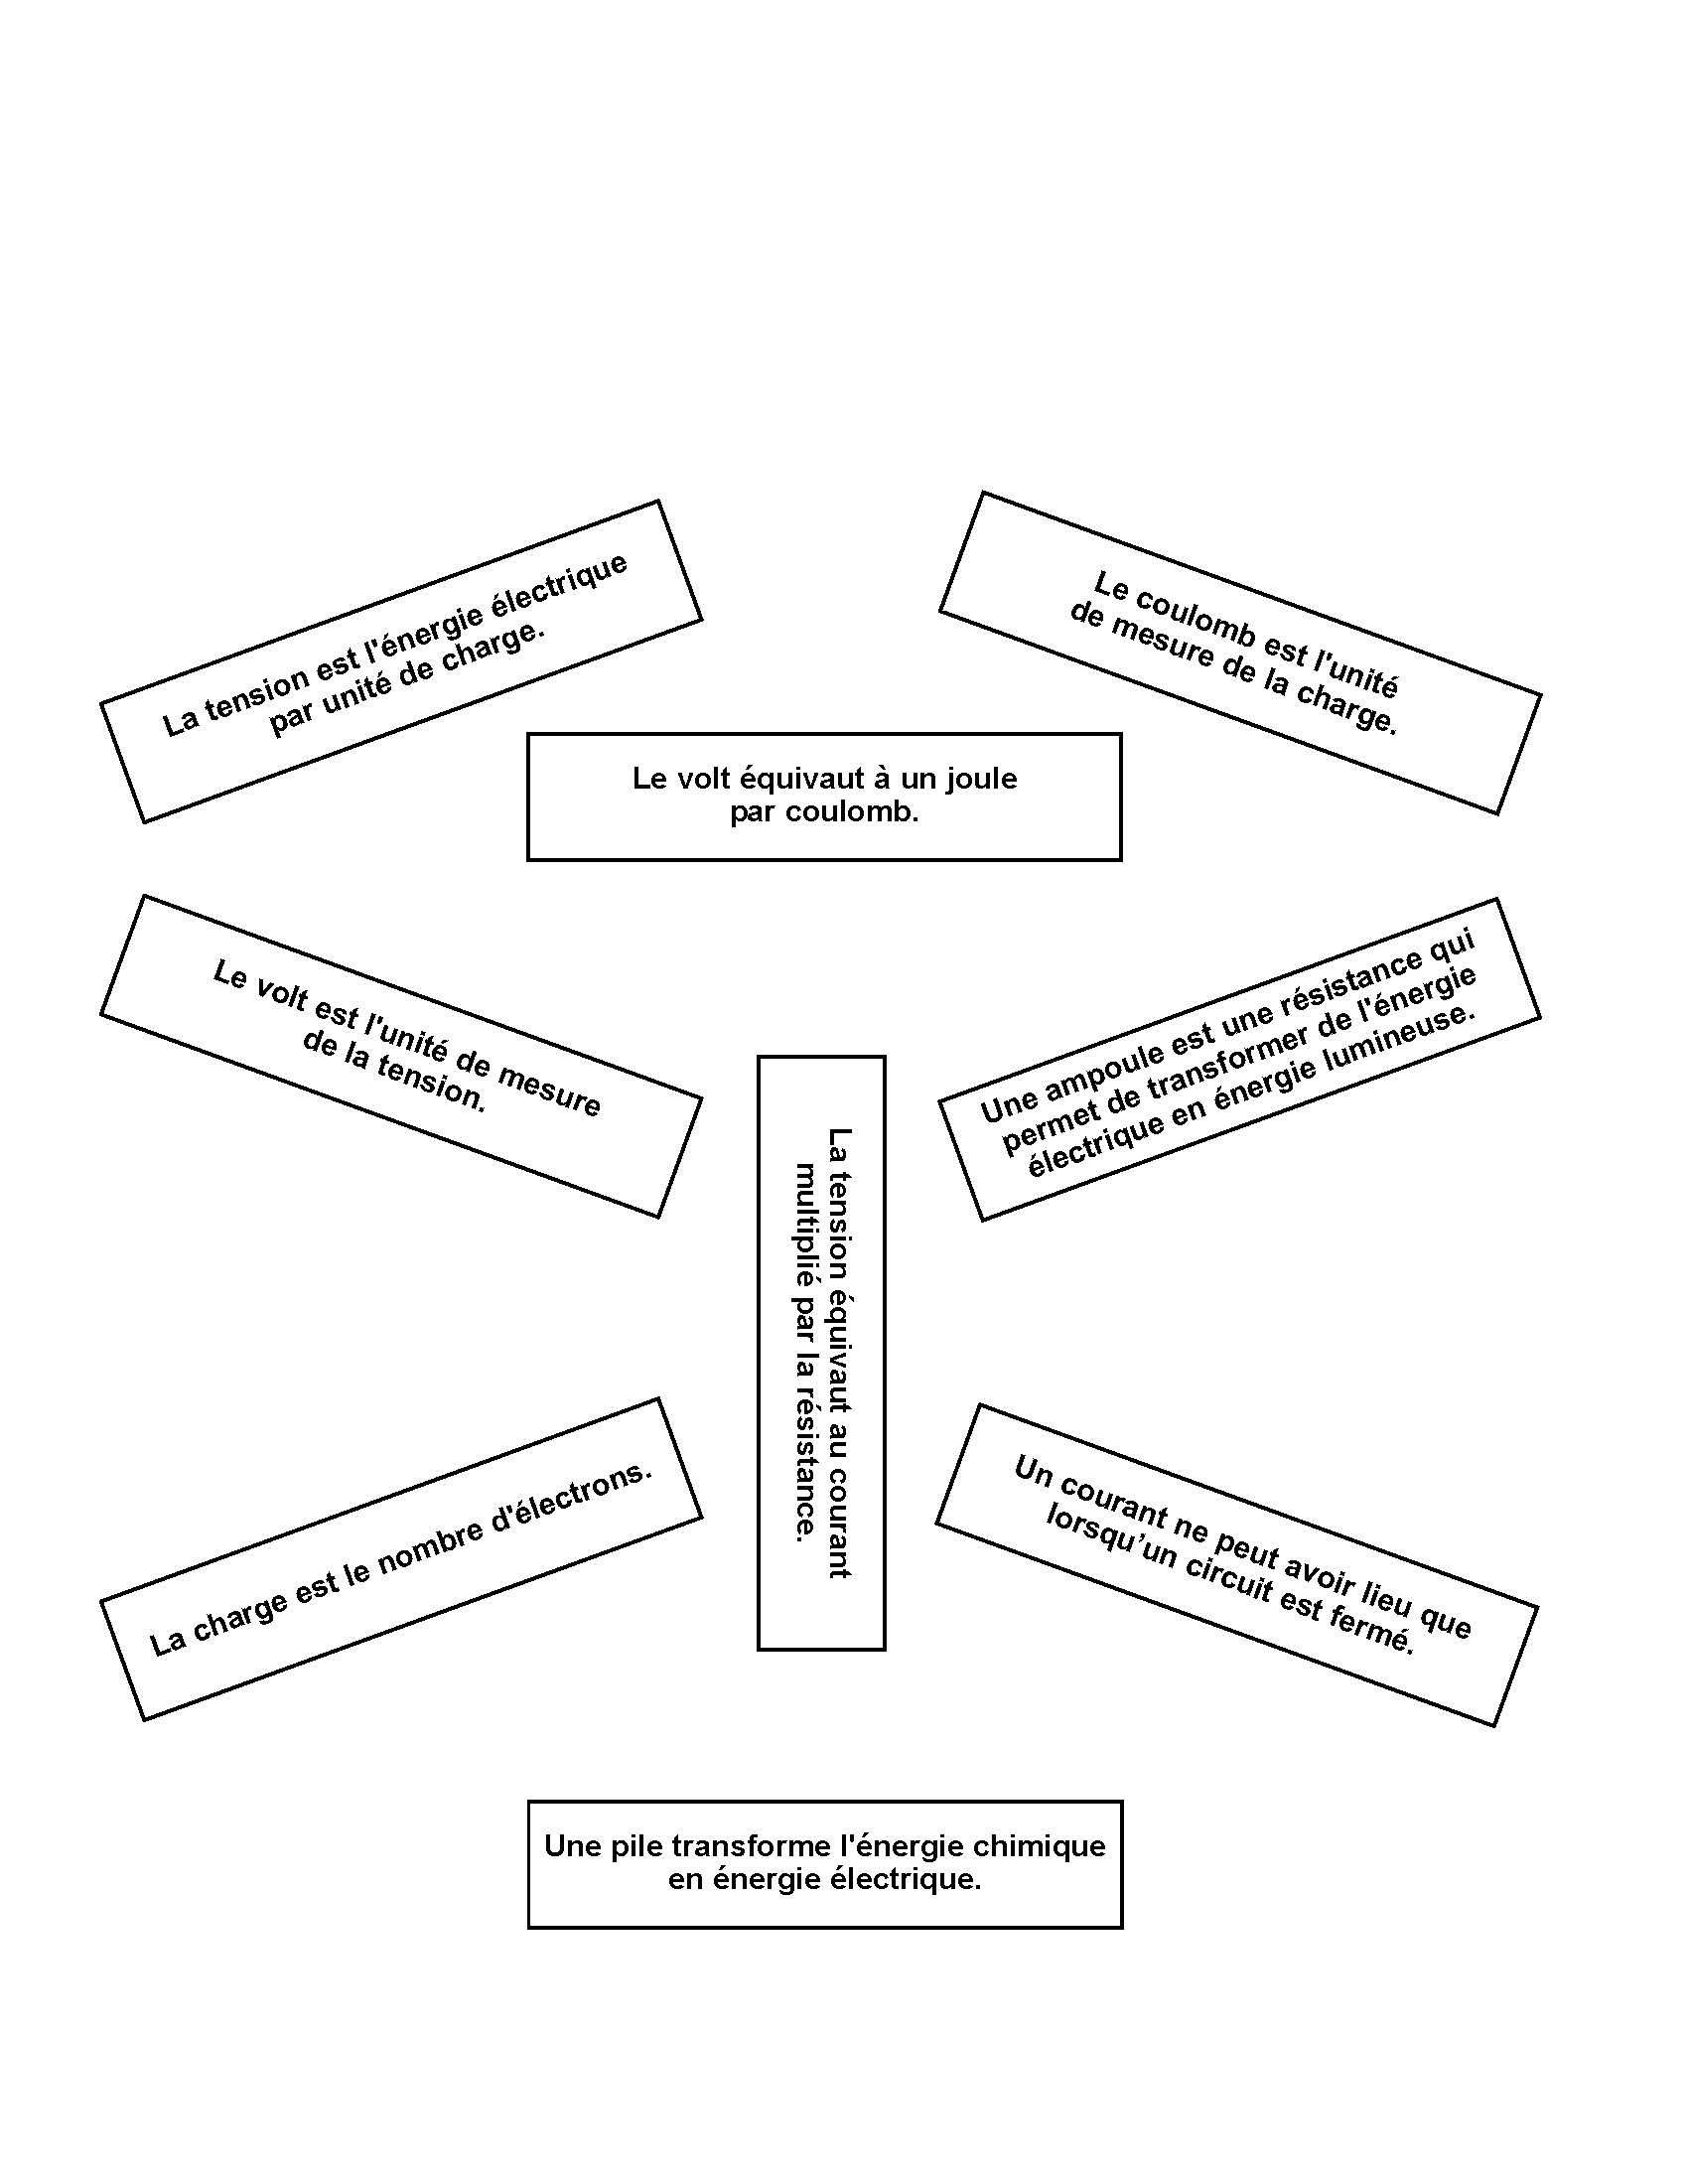 La tension est l'énergie électrique
par unité de charge.
Le coulomb est l'unité
de mesure de la charge.
Le volt équivaut à un joule
par coulomb.
Le volt est l'unité de mesure
de la tension.
Une ampoule est une résistance qui
permet de transformer de l'énergie
électrique en énergie lumineuse.
La tension équivaut au courant
multiplié par la résistance.
La charge est le nombre d'électrons.
Un courant ne peut avoir lieu que
lorsqu’un circuit est fermé.
Une pile transforme l'énergie chimique
en énergie électrique.